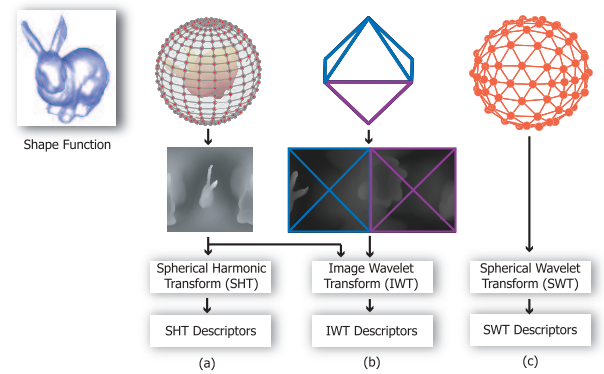 Shape Function
Spherical Harmonic
Transform (SHT)
Image Wavelet
Transform (IWT)
Spherical Wavelet
Transform (SWT)
SHT Descriptors
IWT Descriptors
SWT Descriptors
(a)
(b)
(c)